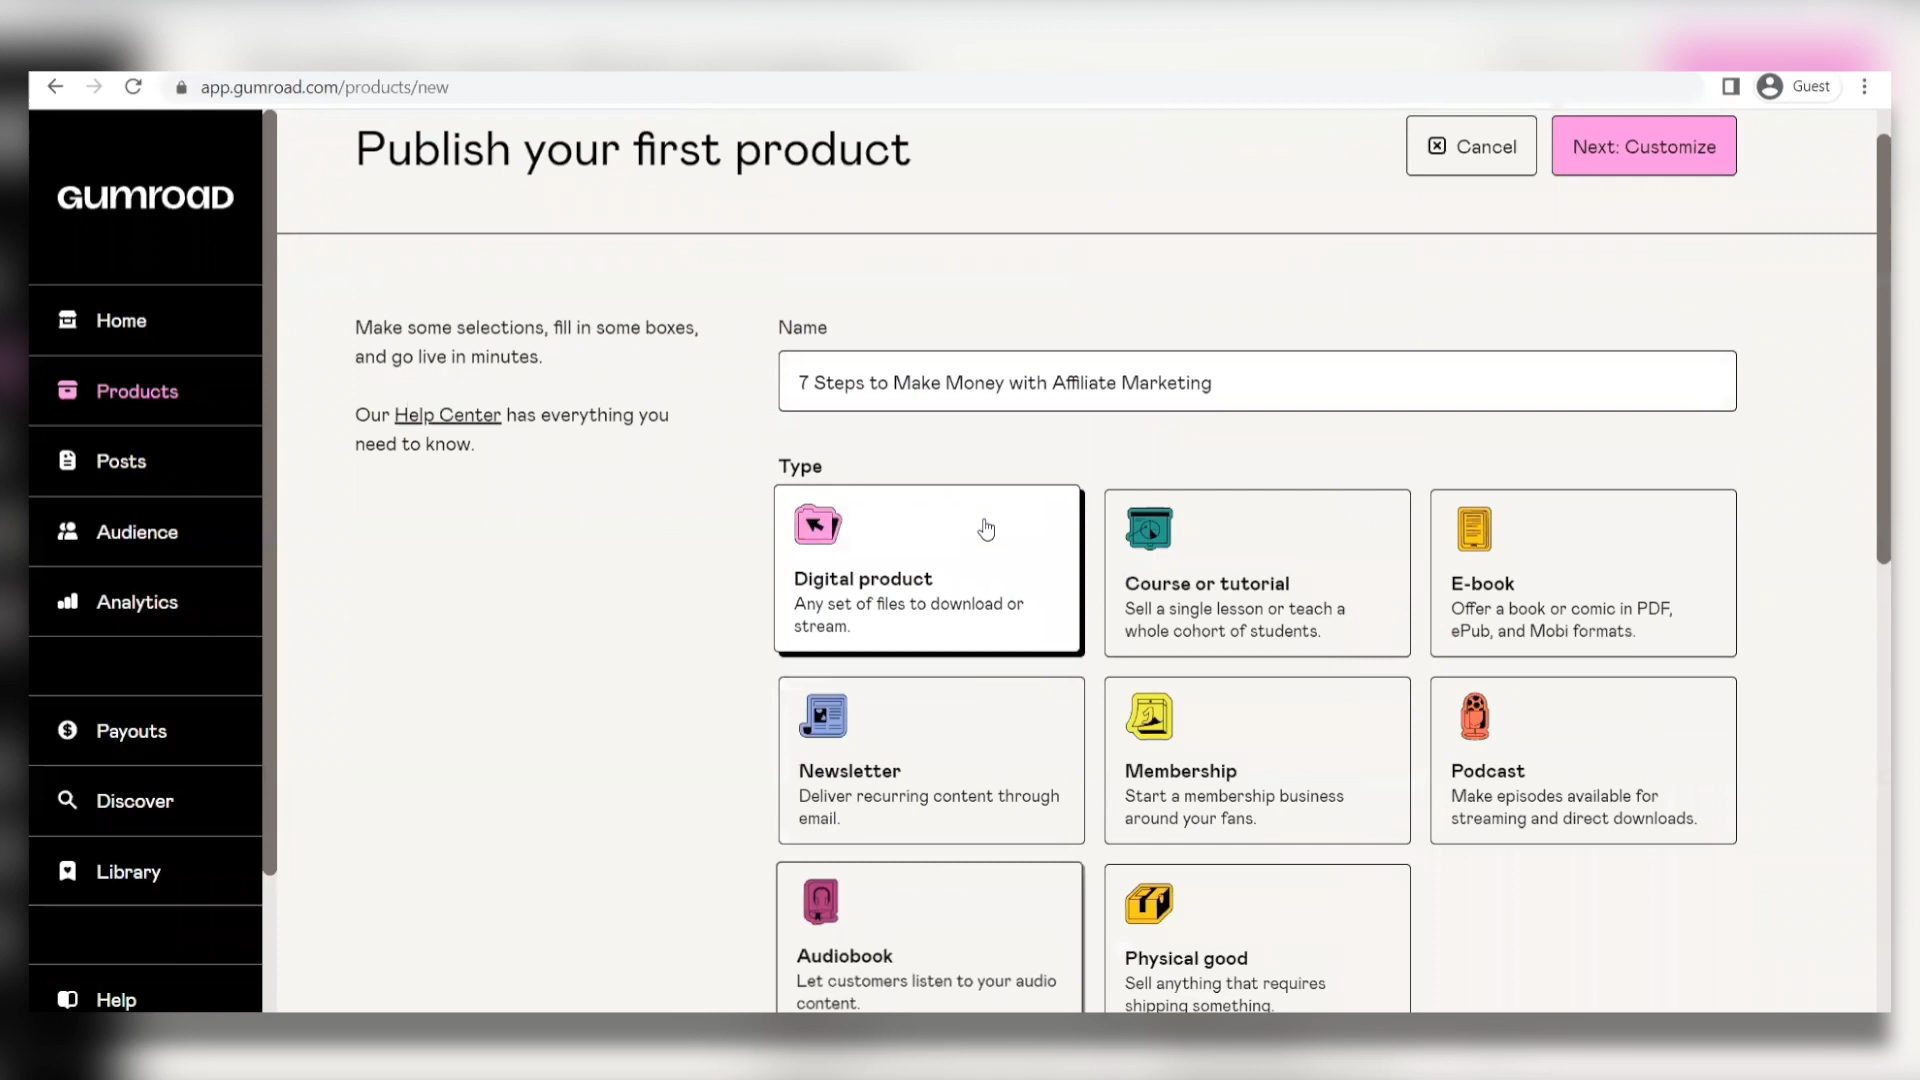 app.gumroad.com/products/new
Guest
GUMROAD
Home
Products
Posts
Audience
Analytics
Payouts
Discover
Library
Help
Publish your first product
Cancel
Next: Customize
Make some selections, fill in some boxes,
and go live in minutes.
Our Help Center has everything you
need to know.
Name
7 Steps to Make Money with Affiliate Marketing
Type
Digital product
Any set of files to download or
stream.
Course or tutorial
Sell a single lesson or teach a
whole cohort of students.
E-book
Offer a book or comic in PDF,
ePub, and Mobi formats.
Newsletter
Deliver recurring content through
email.
Membership
Start a membership business
around your fans.
Podcast
Make episodes available for
streaming and direct downloads.
Audiobook
Let customers listen to your audio
content.
Physical good
Sell anything that requires
shipping something.